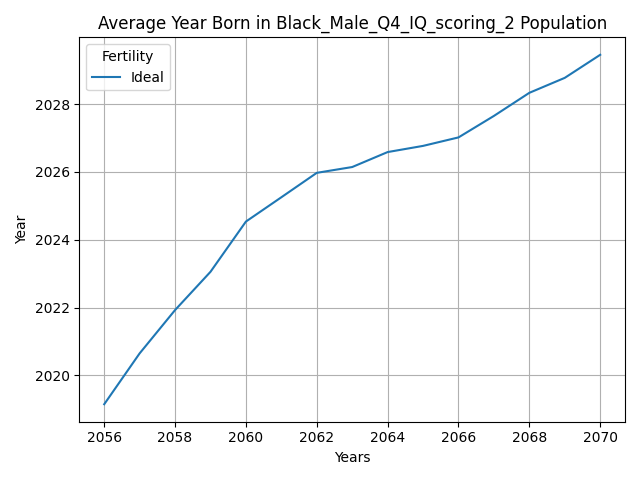 Average Year Born in Black_Male_Q4_IQ_scoring_2 Population
Fertility
Ideal
Year
2028
2026
2024
2022
2020
2056 2058 2060 2062 2064 2066 2068 2070
Years